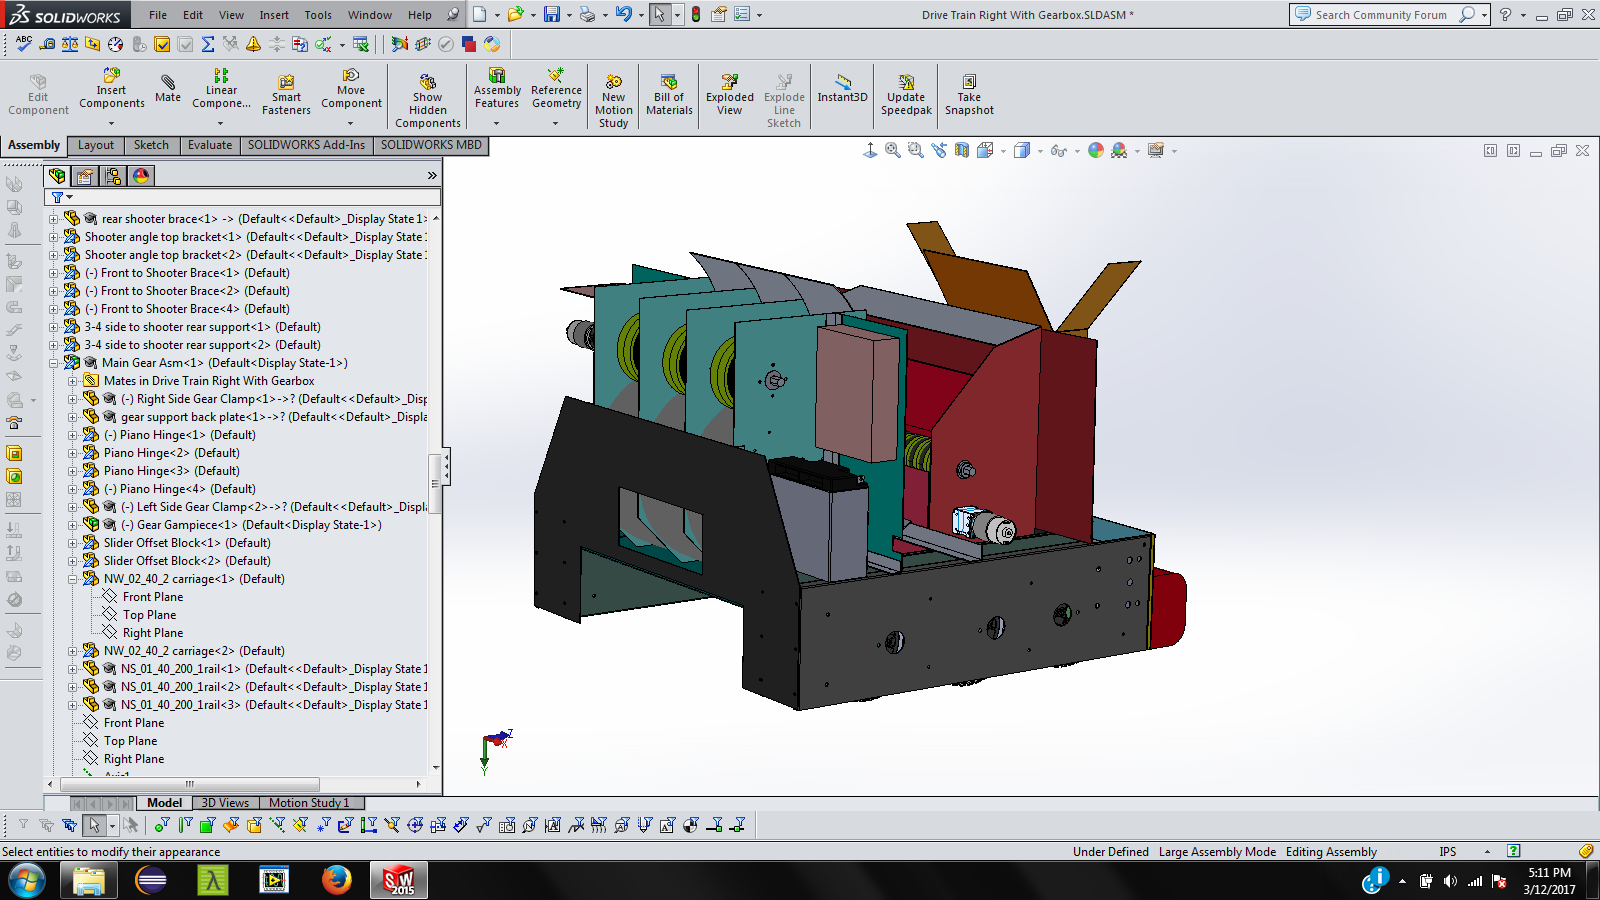 SOLIDWORKS File Edit View Insert Tools Window Help Drive Train Right With Gearbox.SLDASM * Search Community Forum
ABC
Edit Component
Insert Components
Mate
Linear Compone...
Smart Fasteners
Move Component
Show Hidden Components
Assembly Features
Reference Geometry
New Motion Study
Bill of Materials
Exploded View
Explode Line Sketch
Instant3D
Update Speedpak
Take Snapshot
Assembly Layout Sketch Evaluate SOLIDWORKS Add-Ins SOLIDWORKS MBD
rear shooter brace<1> -> (Default<<Default>_Display State 1>
Shooter angle top bracket<1> (Default<<Default>_Display State 1
Shooter angle top bracket<2> (Default<<Default>_Display State 1
(-) Front to Shooter Brace<1> (Default)
(-) Front to Shooter Brace<2> (Default)
(-) Front to Shooter Brace<4> (Default)
3-4 side to shooter rear support<1> (Default)
3-4 side to shooter rear support<2> (Default)
Main Gear Asm<1> (Default<Display State-1>)
Mates in Drive Train Right With Gearbox
(-) Right Side Gear Clamp<1>->? (Default<<Default>_Disp
gear support back plate<1>->? (Default<<Default>_Displa
(-) Piano Hinge<1> (Default)
Piano Hinge<2> (Default)
Piano Hinge<3> (Default)
(-) Piano Hinge<4> (Default)
(-) Left Side Gear Clamp<2>->? (Default<<Default>_Displa
(-) Gear Gampiece<1> (Default<Display State-1>)
Slider Offset Block<1> (Default)
Slider Offset Block<2> (Default)
NW_02_40_2 carriage<1> (Default)
Front Plane
Top Plane
Right Plane
NW_02_40_2 carriage<2> (Default)
NS_01_40_200_1rail<1> (Default<<Default>_Display State 1
NS_01_40_200_1rail<2> (Default<<Default>_Display State 1
NS_01_40_200_1rail<3> (Default<<Default>_Display State 1
Front Plane
Top Plane
Right Plane
Axis1
Z
X
Y
Model 3D Views Motion Study 1
Select entities to modify their appearance Under Defined Large Assembly Mode Editing Assembly IPS
SW 2015
5:11 PM
3/12/2017